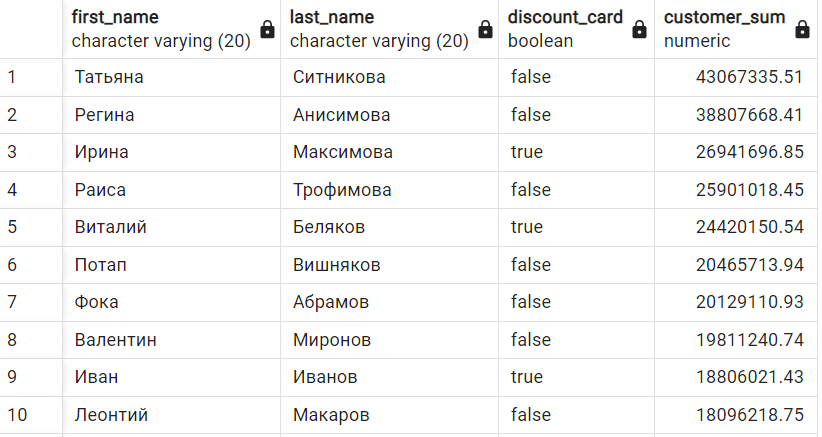 first_name last_name discount_card customer_sum
character varying (20) character varying (20) boolean numeric
1 Татьяна Ситникова false 43067335.51
2 Регина Анисимова false 38807668.41
3 Ирина Максимова true 26941696.85
4 Раиса Трофимова false 25901018.45
5 Виталий Беляков true 24420150.54
6 Потап Вишняков false 20465713.94
7 Фока Абрамов false 20129110.93
8 Валентин Миронов false 19811240.74
9 Иван Иванов true 18806021.43
10 Леонтий Макаров false 18096218.75